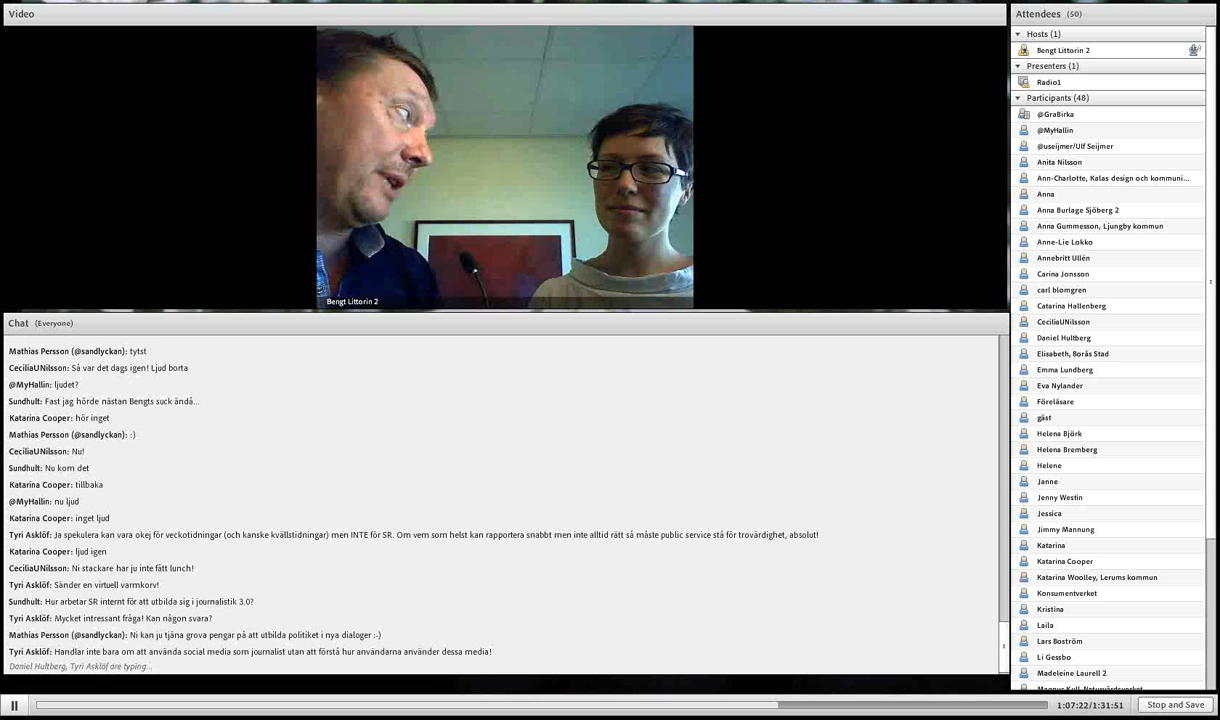 Video
Bengt Littorin 2
Chat (Everyone)
Mathias Persson (@sandlyckan): tytst
CeciliaUNilsson: Så var det dags igen! Ljud borta
@MyHallin: ljudet?
Sundhult: Fast jag hörde nästan Bengts suck ändå...
Katarina Cooper: hör inget
Mathias Persson (@sandlyckan): :)
CeciliaUNilsson: Nu!
Sundhult: Nu kom det
Katarina Cooper: tillbaka
@MyHallin: nu ljud
Katarina Cooper: inget ljud
Tyri Asklöf: Ja spekulera kan vara okej för veckotidningar (och kanske kvällstidningar) men INTE för SR. Om vem som helst kan rapportera snabbt men inte alltid rätt så måste public service stå för trovärdighet, absolut!
Katarina Cooper: ljud igen
CeciliaUNilsson: Ni stackare har ju inte fått lunch!
Tyri Asklöf: Sänder en virtuell varmkorv!
Sundhult: Hur arbetar SR internt för att utbilda sig i journalistik 3.0?
Tyri Asklöf: Mycket intressant fråga! Kan någon svara?
Mathias Persson (@sandlyckan): Ni kan ju tjäna grova pengar på att utbilda politiket i nya dialoger :-)
Tyri Asklöf: Handlar inte bara om att använda social media som journalist utan att förstå hur användarna använder dessa media!
Daniel Hultberg, Tyri Asklöf are typing...
Attendees (50)
Hosts (1)
Bengt Littorin 2
Presenters (1)
Radio1
Participants (48)
@GraBirka
@MyHallin
@useijmer/Ulf Seijmer
Anita Nilsson
Ann-Charlotte, Kalas design och kommuni...
Anna
Anna Burlage Sjöberg 2
Anna Gummesson, Ljungby kommun
Anne-Lie Lokko
Annebritt Ullén
Carina Jonsson
carl blomgren
Catarina Hallenberg
CeciliaUNilsson
Daniel Hultberg
Elisabeth, Borås Stad
Emma Lundberg
Eva Nylander
Föreläsare
gäst
Helena Björk
Helena Bremberg
Helene
Janne
Jenny Westin
Jessica
Jimmy Mannung
Katarina
Katarina Cooper
Katarina Woolley, Lerums kommun
Konsumentverket
Kristina
Laila
Lars Boström
Li Gessbo
Madeleine Laurell 2
Magnus Kull, Naturvårdsverket
1:07:22/1:31:51
Stop and Save